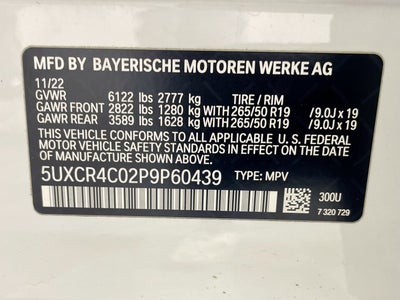 MFD BY BAYERISCHE MOTOREN WERKE AG
11/22
GVWR 6122 lbs 2777 kg TIRE / RIM
GAWR FRONT 2822 lbs 1280 kg WITH 265/50 R19 /9.0J x 19
GAWR REAR 3589 lbs 1628 kg WITH 265/50 R19 /9.0J x 19
THIS VEHICLE CONFORMS TO ALL APPLICABLE U. S. FEDERAL
MOTOR VEHICLE SAFETY STANDARDS IN EFFECT ON THE
DATE OF MANUFACTURE SHOWN ABOVE.
5UXCR4C02P9P60439 TYPE: MPV
300U
7 320 729